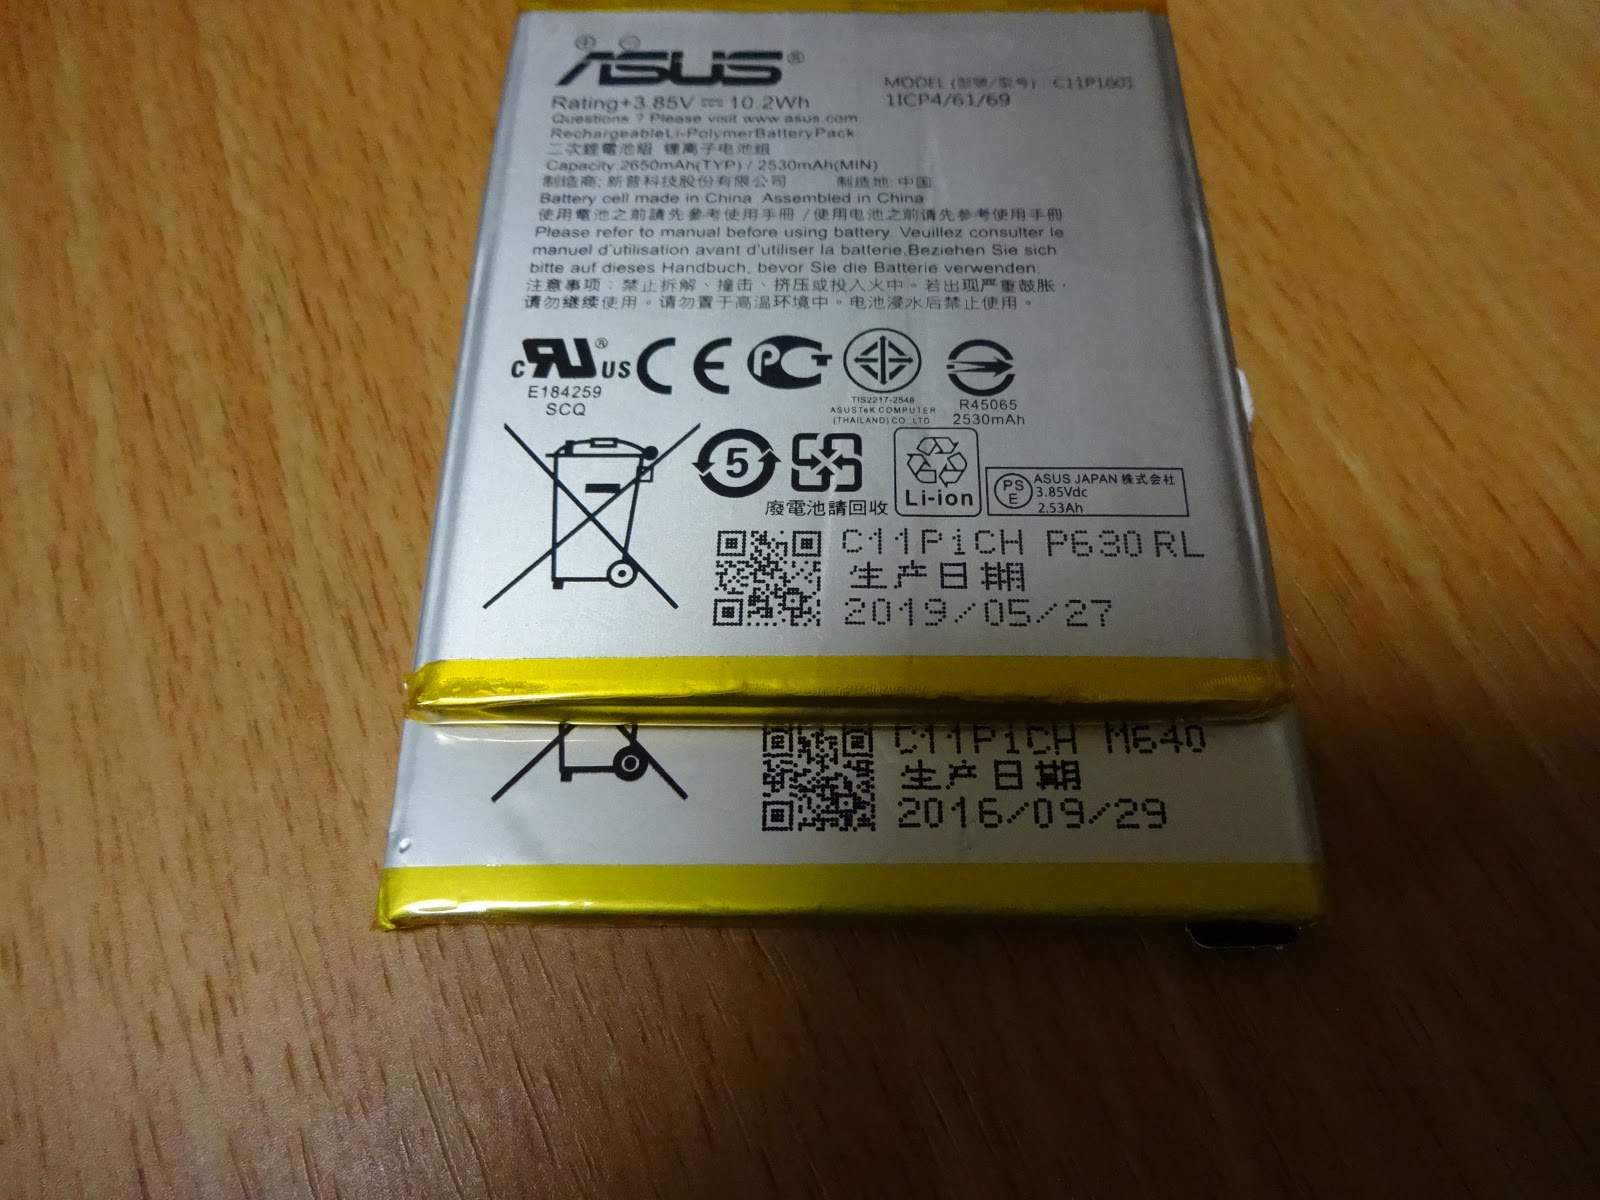 ASUS®
MODEL (型號/型号) : C11P1601
Rating+3.85V ⎓ 10.2Wh
1ICP4/61/69
Questions ? Please visit www.asus.com
RechargeableLi-PolymerBatteryPack
二次鋰電池組 锂离子电池组
Capacity:2650mAh(TYP) / 2530mAh(MIN)
制造商: 新普科技股份有限公司 制造地: 中国
Battery cell made in China Assembled in China
使用電池之前請先參考使用手冊 / 使用电池之前请先参考使用手冊
Please refer to manual before using battery. Veuillez consulter le
manuel d'utilisation avant d'utiliser la batterie.Beziehen Sie sich
bitte auf dieses Handbuch, bevor Sie die Batterie verwenden.
注意事项：禁止拆解、撞击、挤压或投入火中。若出现严重鼓胀，
请勿继续使用。请勿置于高温环境中。电池浸水后禁止使用。
c RU ® US
E184259
SCQ
CE
PC
TIS2217-2548
ASUSTeK COMPUTER
(THAILAND) CO.,LTD
R45065
2530mAh
5
廢電池請回收
Li-ion
PS
E
ASUS JAPAN 株式会社
3.85Vdc
2.53Ah
C11PiCH P630RL
生产日期
2019/05/27
C11PiCH M640
生产日期
2016/09/29